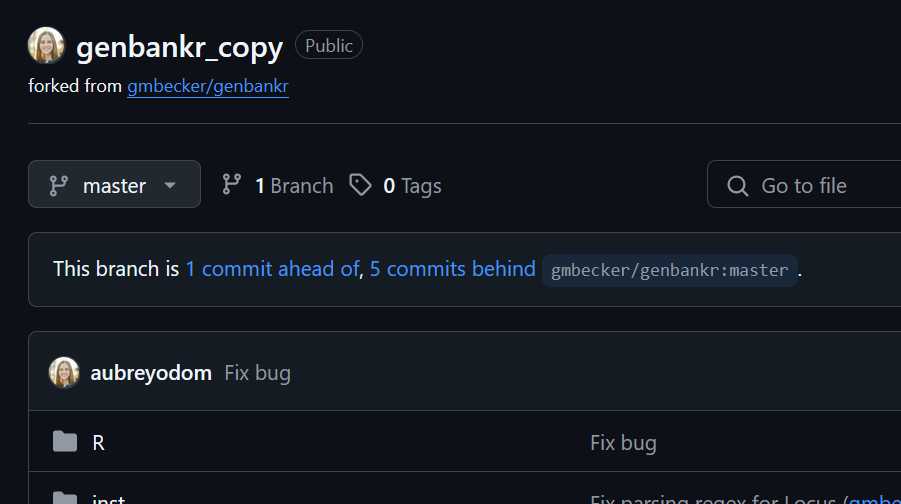 genbankr_copy Public
forked from gmbecker/genbankr
master 1 Branch 0 Tags Go to file
This branch is 1 commit ahead of, 5 commits behind gmbecker/genbankr:master .
aubreyodom Fix bug
R Fix bug
inst Fix parsing regex for Locus (gmbe